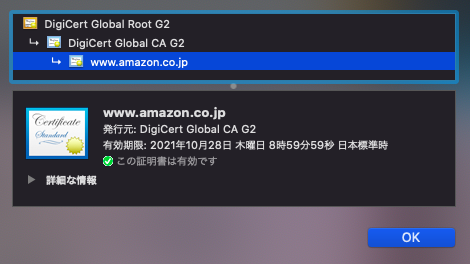 DigiCert Global Root G2
DigiCert Global CA G2
www.amazon.co.jp
Certificate
Standard
www.amazon.co.jp
発行元: DigiCert Global CA G2
有効期限: 2021年10月28日 木曜日 8時59分59秒 日本標準時
この証明書は有効です
詳細な情報
OK